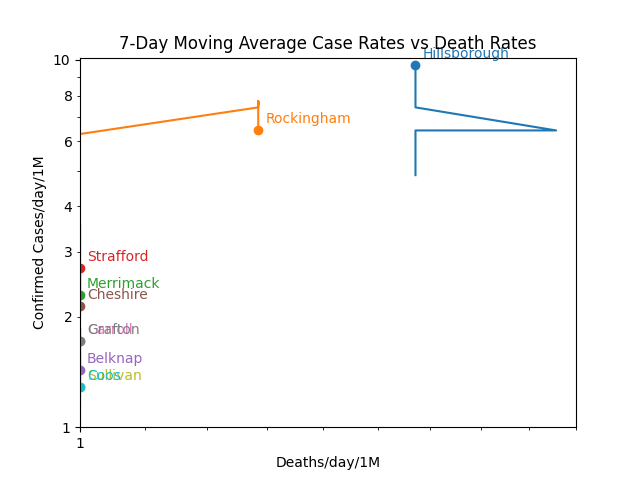 7-Day Moving Average Case Rates vs Death Rates
Hillsborough
10
8
Rockingham
6
4
Confirmed Cases/day/1M
Strafford
3
Merrimack
Cheshire
2
Grafton
Carroll
Belknap
Sullivan
Coos
1
1
Deaths/day/1M